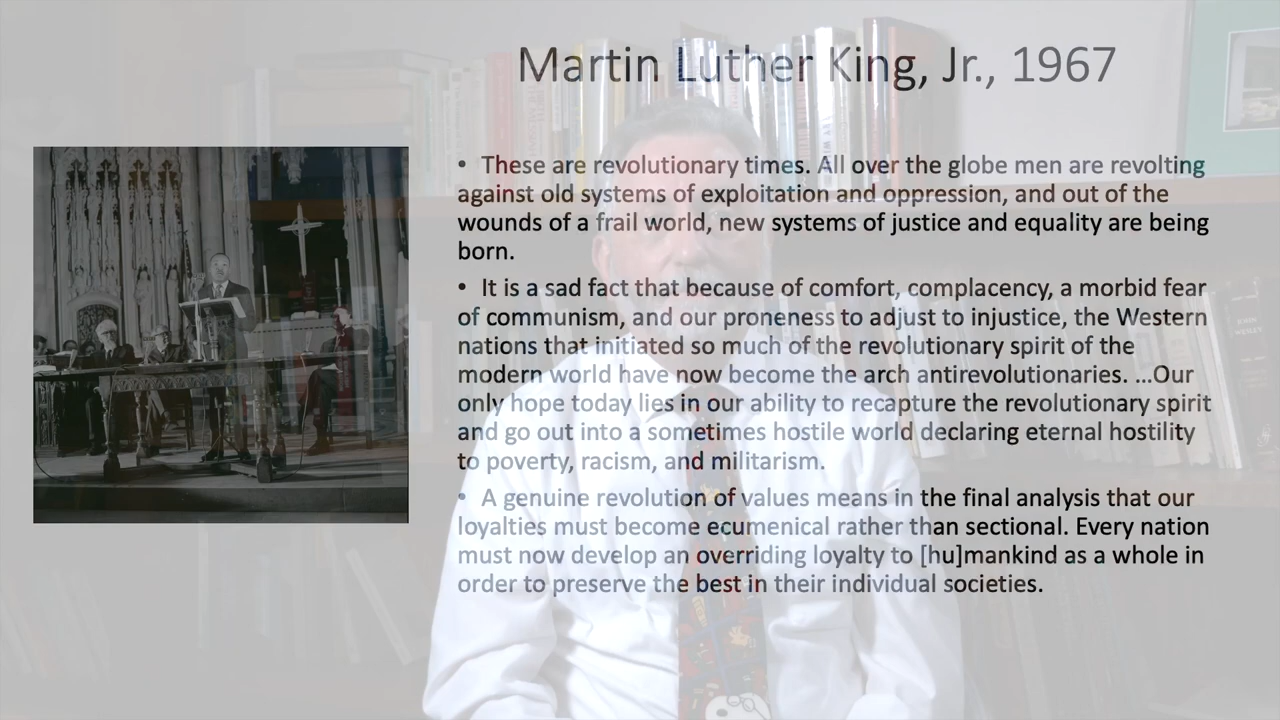 Martin Luther King, Jr., 1967
• These are revolutionary times. All over the globe men are revolting
against old systems of exploitation and oppression, and out of the
wounds of a frail world, new systems of justice and equality are being
born.
• It is a sad fact that because of comfort, complacency, a morbid fear
of communism, and our proneness to adjust to injustice, the Western
nations that initiated so much of the revolutionary spirit of the
modern world have now become the arch antirevolutionaries. ...Our
only hope today lies in our ability to recapture the revolutionary spirit
and go out into a sometimes hostile world declaring eternal hostility
to poverty, racism, and militarism.
• A genuine revolution of values means in the final analysis that our
loyalties must become ecumenical rather than sectional. Every nation
must now develop an overriding loyalty to [hu]mankind as a whole in
order to preserve the best in their individual societies.